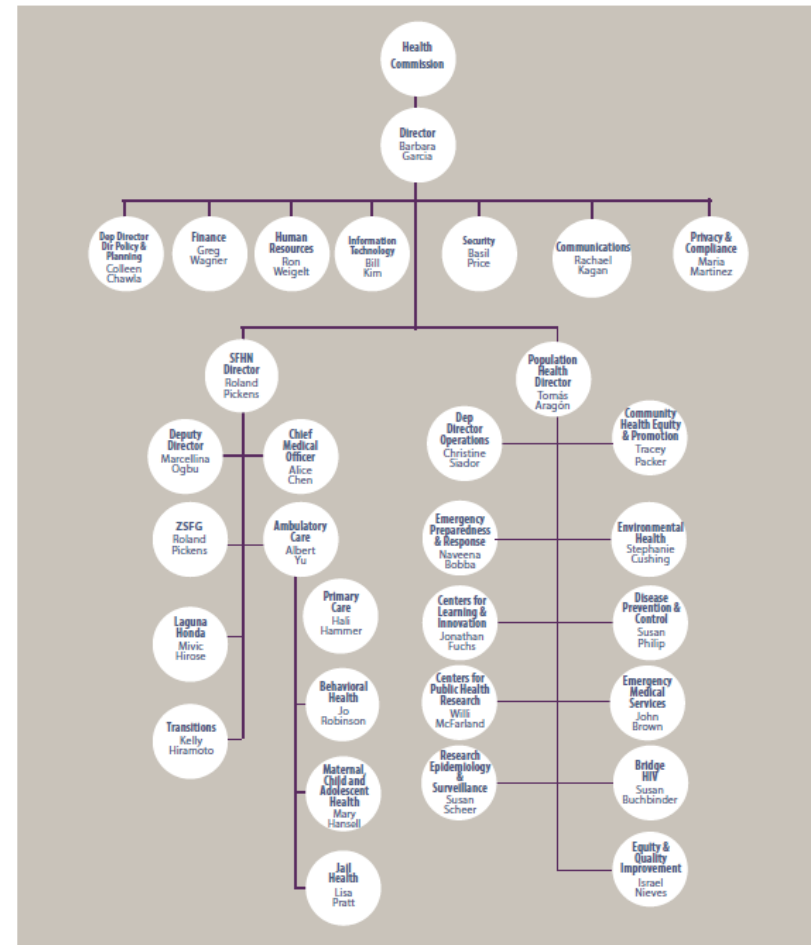 Health
Commission
Director
Barbara
Garcia
Dep Director
Dir Policy &
Planning
Colleen
Chawla
Finance
Greg
Wagner
Human
Resources
Ron
Weigelt
Information
Technology
Bill
Kim
Security
Basil
Price
Communications
Rachael
Kagan
Privacy &
Compliance
Maria
Martinez
SFHN
Director
Roland
Pickens
Population
Health
Director
Tomás
Aragón
Deputy
Director
Marcellina
Ogbu
Chief
Medical
Officer
Alice
Chen
Dep
Director
Operations
Christine
Siador
Community
Health Equity
& Promotion
Tracey
Packer
ZSFG
Roland
Pickens
Ambulatory
Care
Albert
Yu
Emergency
Preparedness
& Response
Naveena
Bobba
Environmental
Health
Stephanie
Cushing
Primary
Care
Hali
Hammer
Laguna
Honda
Mivic
Hirose
Centers for
Learning &
Innovation
Jonathan
Fuchs
Disease
Prevention &
Control
Susan
Philip
Behavioral
Health
Jo
Robinson
Transitions
Kelly
Hiramoto
Centers for
Public Health
Research
Willi
McFarland
Emergency
Medical
Services
John
Brown
Maternal,
Child and
Adolescent
Health
Mary
Hansell
Research
Epidemiology
&
Surveillance
Susan
Scheer
Bridge
HIV
Susan
Buchbinder
Jail
Health
Lisa
Pratt
Equity &
Quality
Improvement
Israel
Nieves